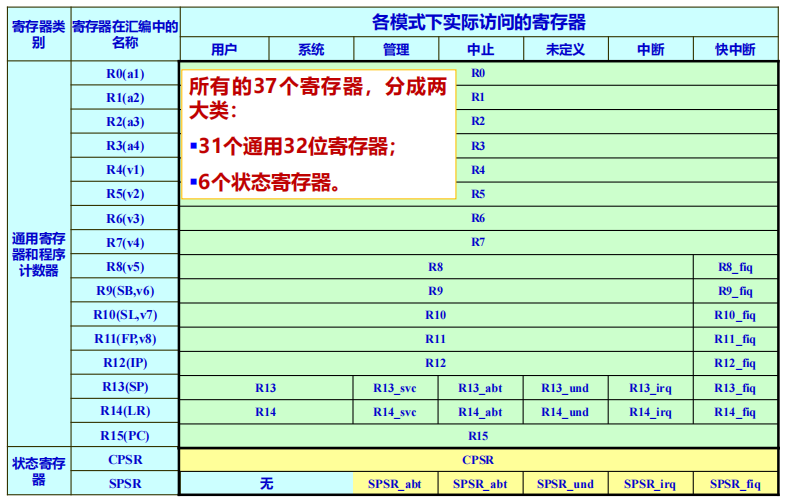 寄存器类别 寄存器在汇编中的名称 各模式下实际访问的寄存器
用户 系统 管理 中止 未定义 中断 快中断
通用寄存器和程序计数器
R0(a1) R0
R1(a2) R1
R2(a3) R2
R3(a4) R3
R4(v1) R4
R5(v2) R5
R6(v3) R6
R7(v4) R7
R8(v5) R8 R8_fiq
R9(SB,v6) R9 R9_fiq
R10(SL,v7) R10 R10_fiq
R11(FP,v8) R11 R11_fiq
R12(IP) R12 R12_fiq
R13(SP) R13 R13_svc R13_abt R13_und R13_irq R13_fiq
R14(LR) R14 R14_svc R14_abt R14_und R14_irq R14_fiq
R15(PC) R15
状态寄存器
CPSR CPSR
SPSR 无 SPSR_abt SPSR_abt SPSR_und SPSR_irq SPSR_fiq
所有的37个寄存器，分成两
大类：
▪31个通用32位寄存器；
▪6个状态寄存器。